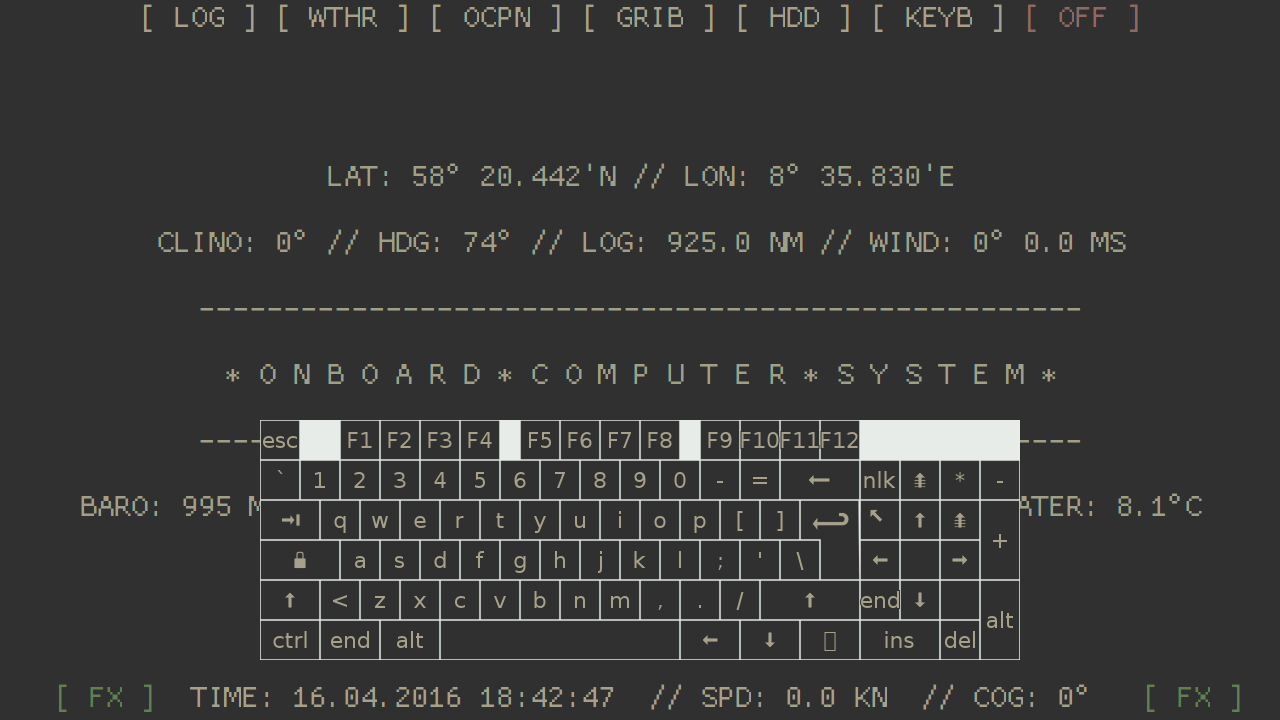 [ LOG ] [ WTHR ] [ OCPN ] [ GRIB ] [ HDD ] [ KEYB ] [ OFF ]
LAT: 58° 20.442'N // LON: 8° 35.830'E
CLINO: 0° // HDG: 74° // LOG: 925.0 NM // WIND: 0° 0.0 MS
----------------------------------------------------
* O N B O A R D * C O M P U T E R * S Y S T E M *
esc F1 F2 F3 F4 F5 F6 F7 F8 F9 F10 F11 F12
` 1 2 3 4 5 6 7 8 9 0 - = ← nlk ⇞ * -
BARO: 995 ATER: 8.1°C
⇥ q w e r t y u i o p [ ] ↵ ↖ ↑ ⇞
+
a s d f g h j k l ; ' \ ← →
↑ < z x c v b n m , . / ↑ end ↓
alt
ctrl end alt ← ↓ ins del
[ FX ] TIME: 16.04.2016 18:42:47 // SPD: 0.0 KN // COG: 0° [ FX ]